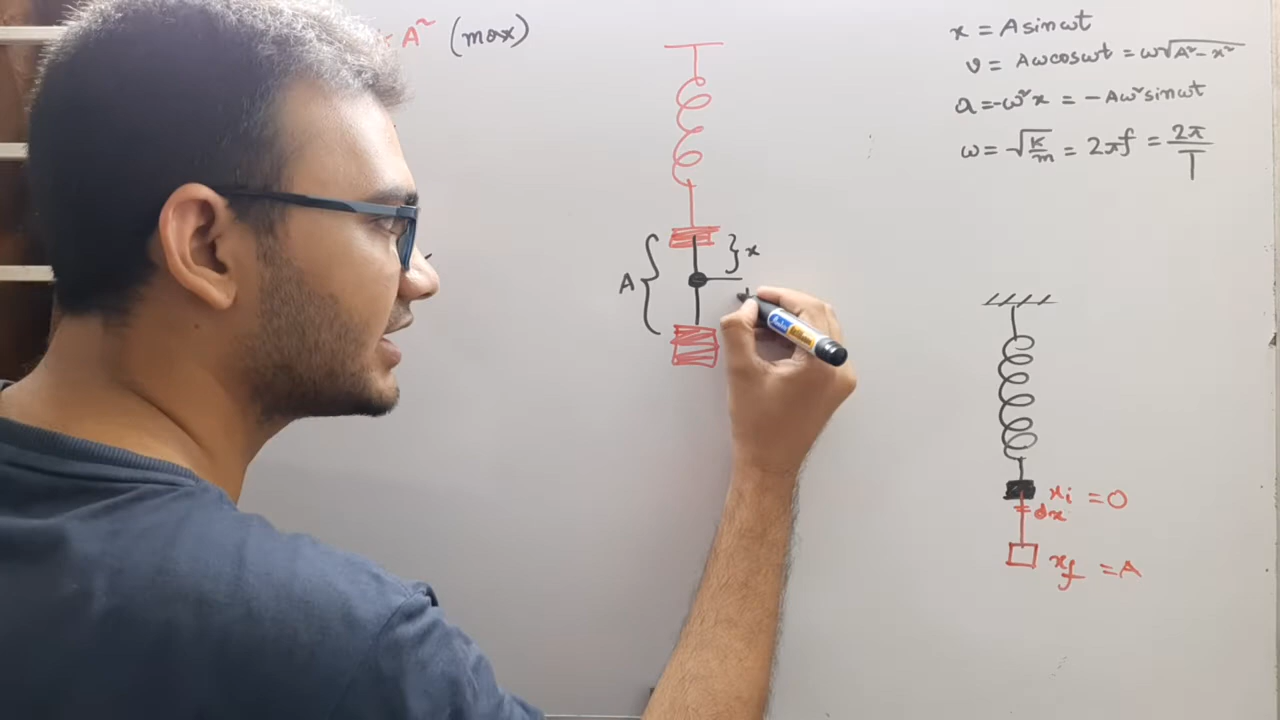 A² (max)
x = A sin ωt
v = Aω cos ωt = ω√A² - x²
a = -ω²x = -Aω² sin ωt
ω = √K/m = 2πf = 2π/T
} x
A {
xi = 0
dx
xf = A